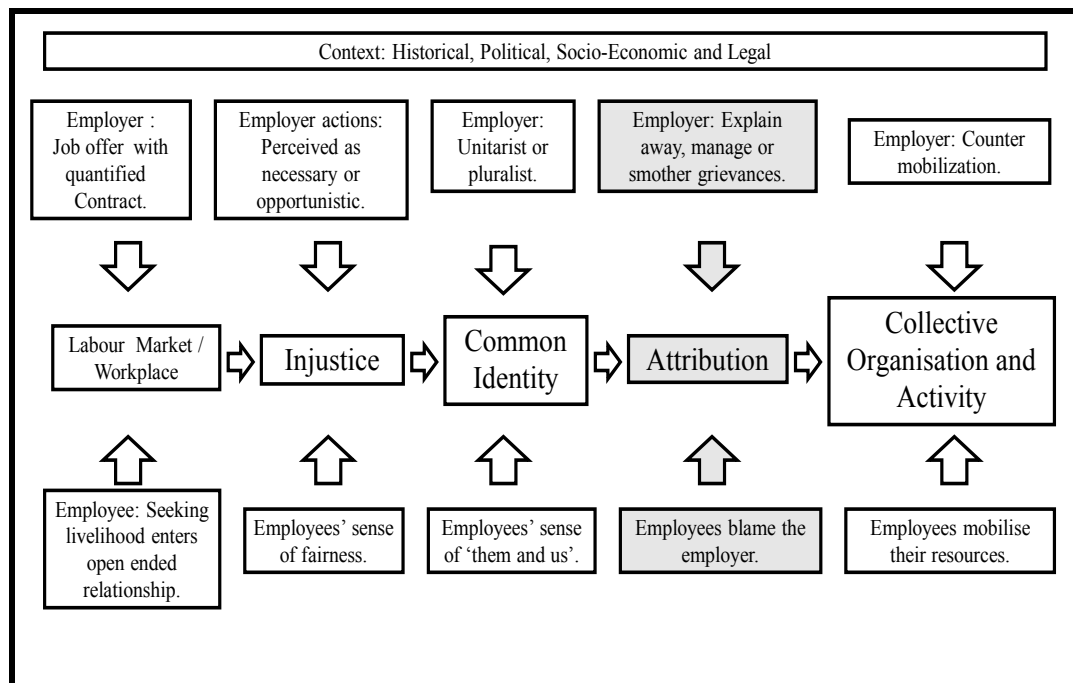 Context: Historical, Political, Socio-Economic and Legal
Employer :
Job offer with
quantified
Contract.
Employer actions:
Perceived as
necessary or
opportunistic.
Employer:
Unitarist or
pluralist.
Employer: Explain
away, manage or
smother grievances.
Employer: Counter
mobilization.
Labour Market /
Workplace
Injustice
Common
Identity
Attribution
Collective
Organisation and
Activity
Employee: Seeking
livelihood enters
open ended
relationship.
Employees’ sense
of fairness.
Employees’ sense
of ‘them and us’.
Employees blame the
employer.
Employees mobilise
their resources.